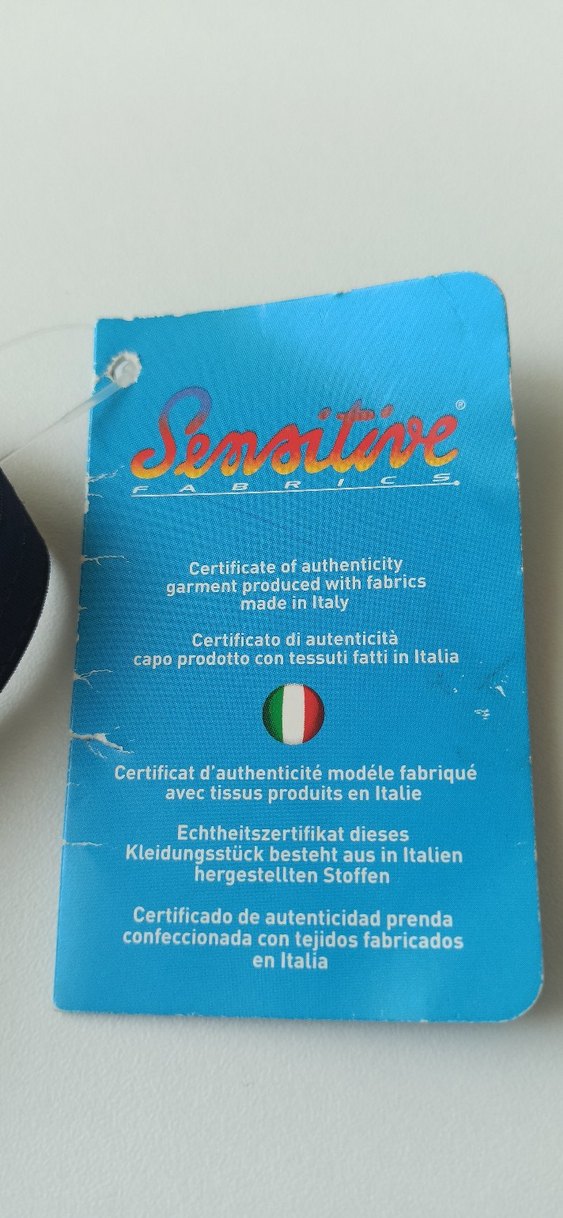 Sensitive®
FABRICS.
Certificate of authenticity
garment produced with fabrics
made in Italy
Certificato di autenticità
capo prodotto con tessuti fatti in Italia
Certificat d'authenticité modéle fabriqué
avec tissus produits en Italie
Echtheitszertifikat dieses
Kleidungsstück besteht aus in Italien
hergestellten Stoffen
Certificado de autenticidad prenda
confeccionada con tejidos fabricados
en Italia